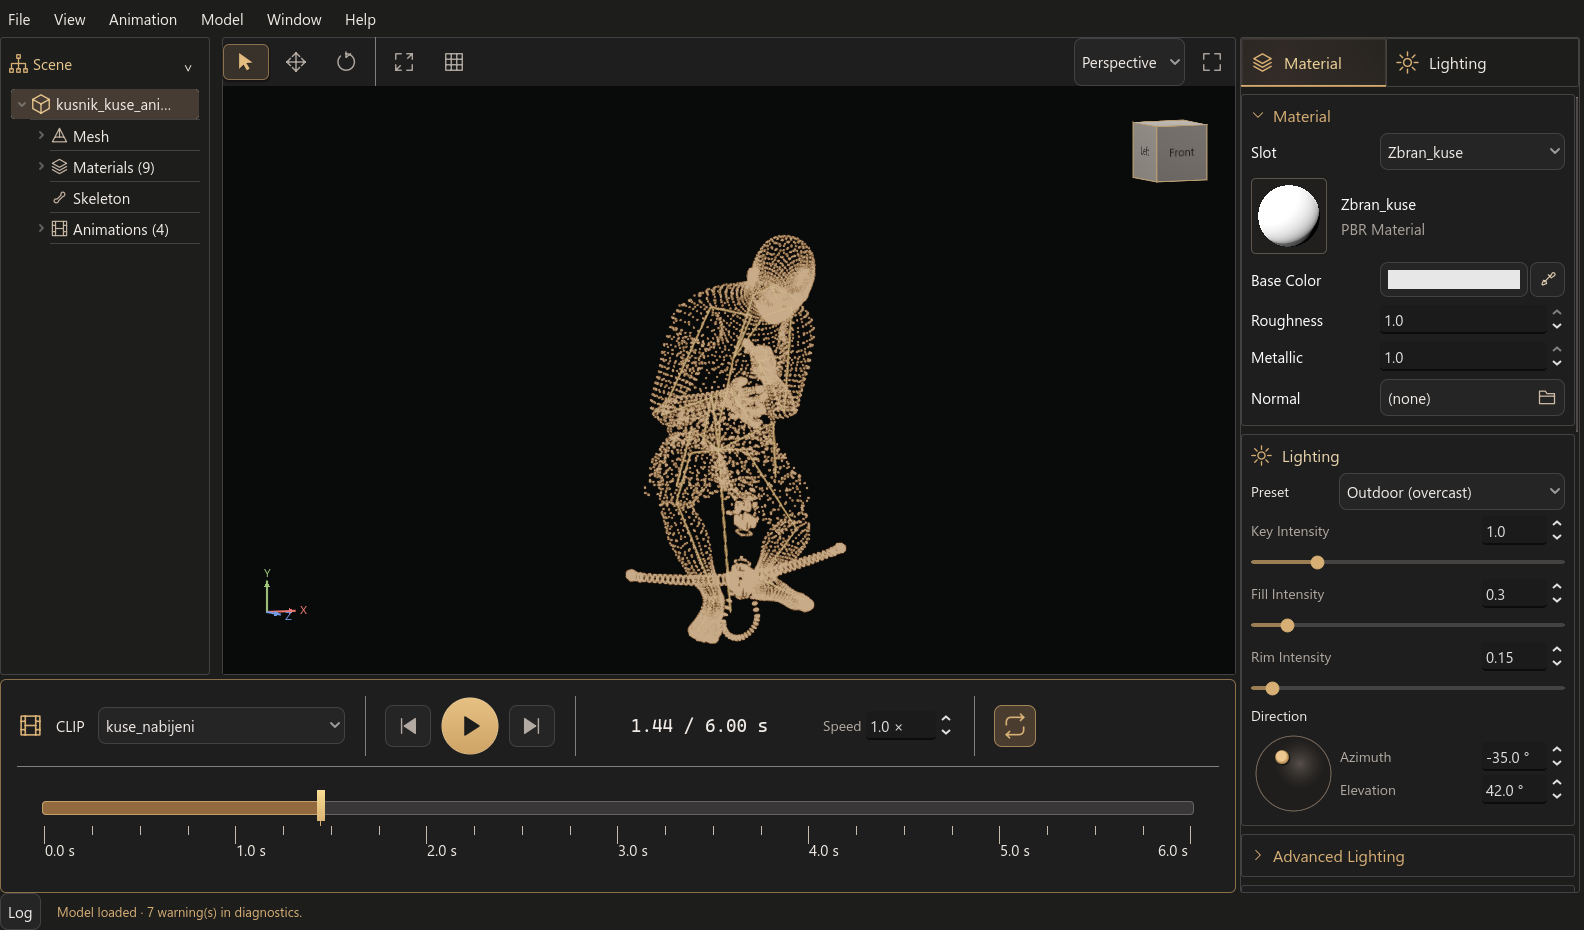 File View Animation Model Window Help
Scene
kusnik_kuse_ani...
Mesh
Materials (9)
Skeleton
Animations (4)
Perspective
Left Front
Y
X
Z
Material Lighting
Material
Slot Zbran_kuse
Zbran_kuse
PBR Material
Base Color
Roughness 1.0
Metallic 1.0
Normal (none)
Lighting
Preset Outdoor (overcast)
Key Intensity 1.0
Fill Intensity 0.3
Rim Intensity 0.15
Direction
Azimuth -35.0 °
Elevation 42.0 °
Advanced Lighting
CLIP kuse_nabijeni 1.44 / 6.00 s Speed 1.0 ×
0.0 s 1.0 s 2.0 s 3.0 s 4.0 s 5.0 s 6.0 s
Log Model loaded · 7 warning(s) in diagnostics.